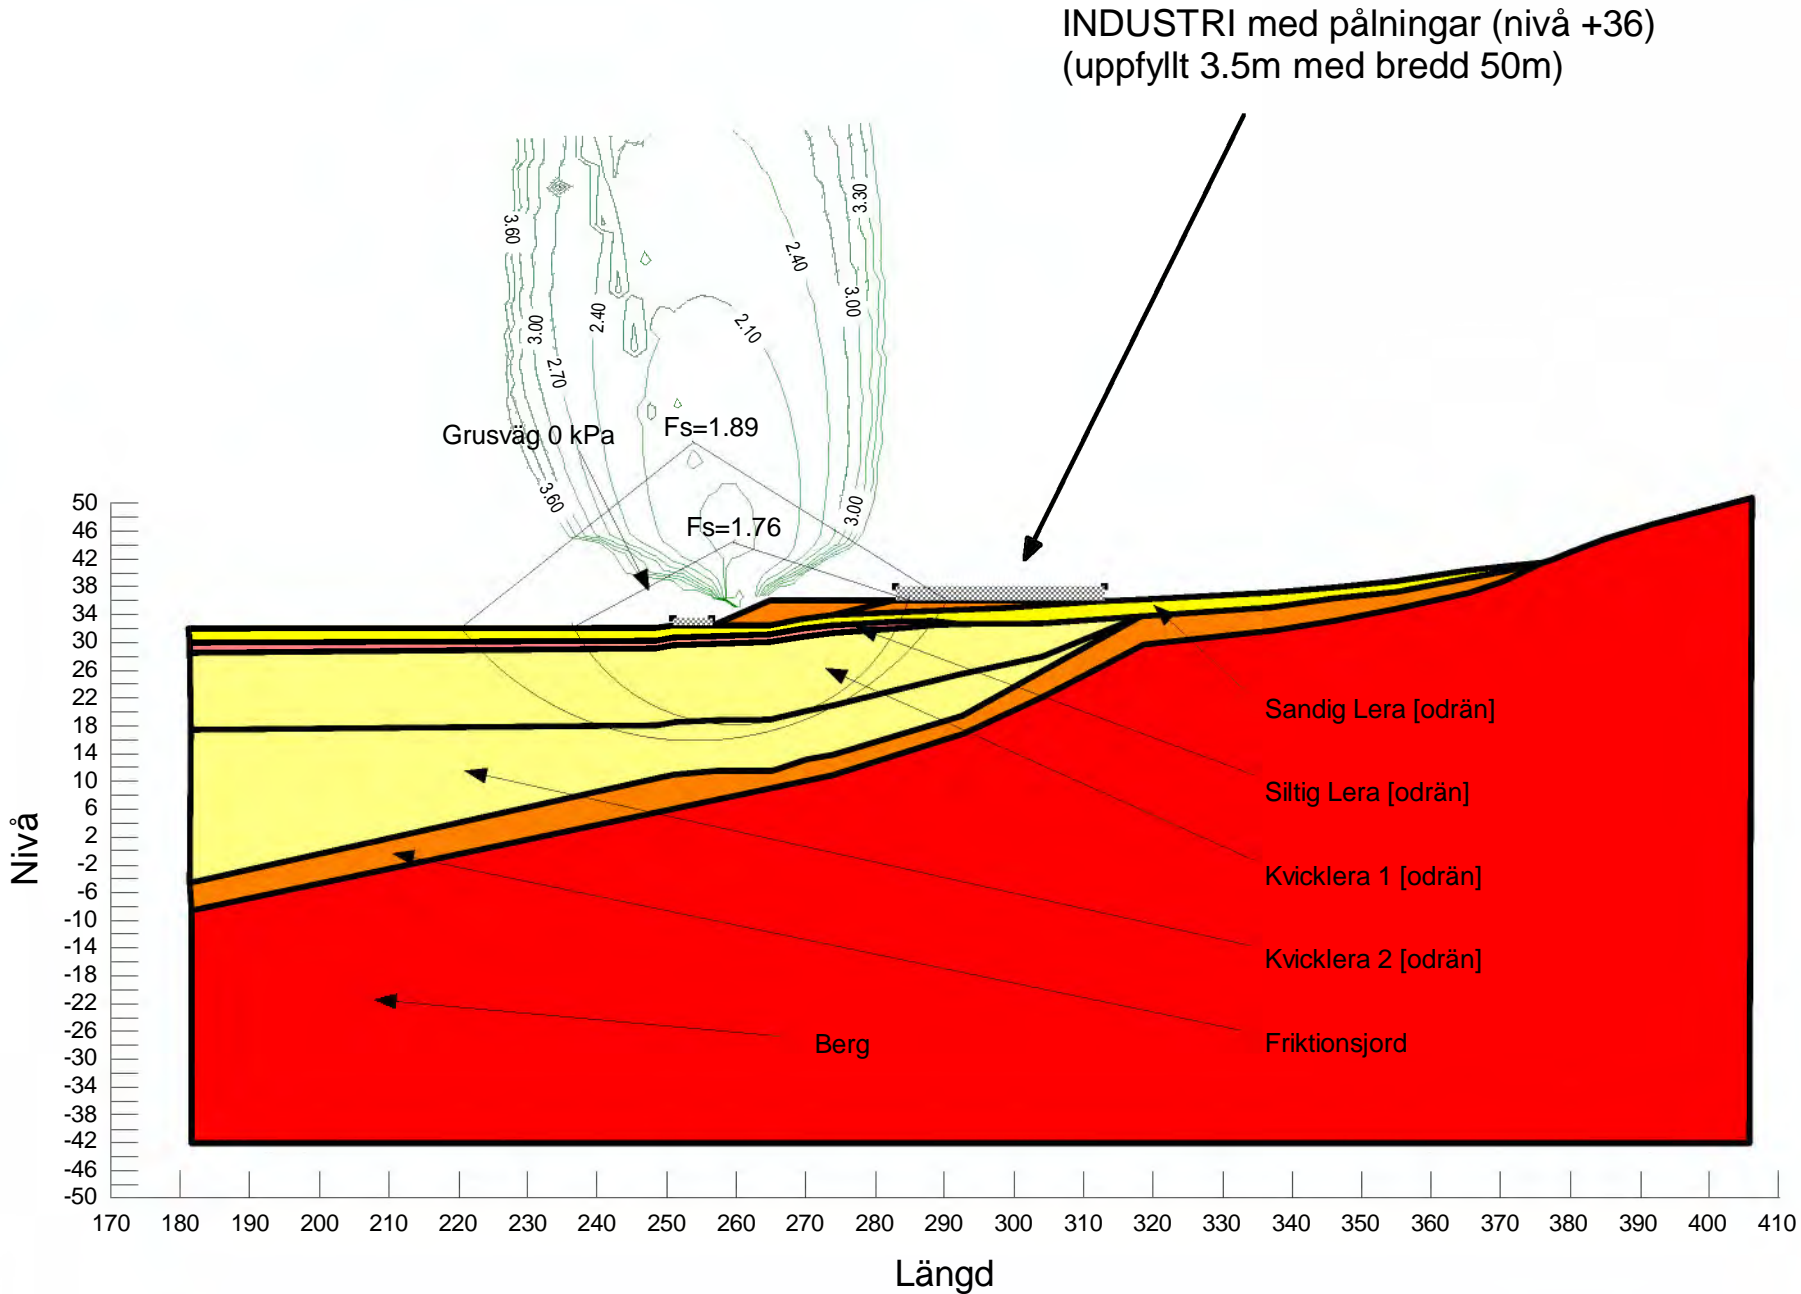 INDUSTRI med pålningar (nivå +36)
(uppfyllt 3.5m med bredd 50m)
3.30
3.60
2.40
3.00
2.40
3.00
2.10
2.70
Grusväg 0 kPa
Fs=1.89
3.60
3.00
Fs=1.76
50
46
42
38
34
30
26
22
18
14
10
6
2
-2
-6
-10
-14
-18
-22
-26
-30
-34
-38
-42
-46
-50
Nivå
Sandig Lera [odrän]
Siltig Lera [odrän]
Kvicklera 1 [odrän]
Kvicklera 2 [odrän]
Friktionsjord
Berg
170 180 190 200 210 220 230 240 250 260 270 280 290 300 310 320 330 340 350 360 370 380 390 400 410
Längd